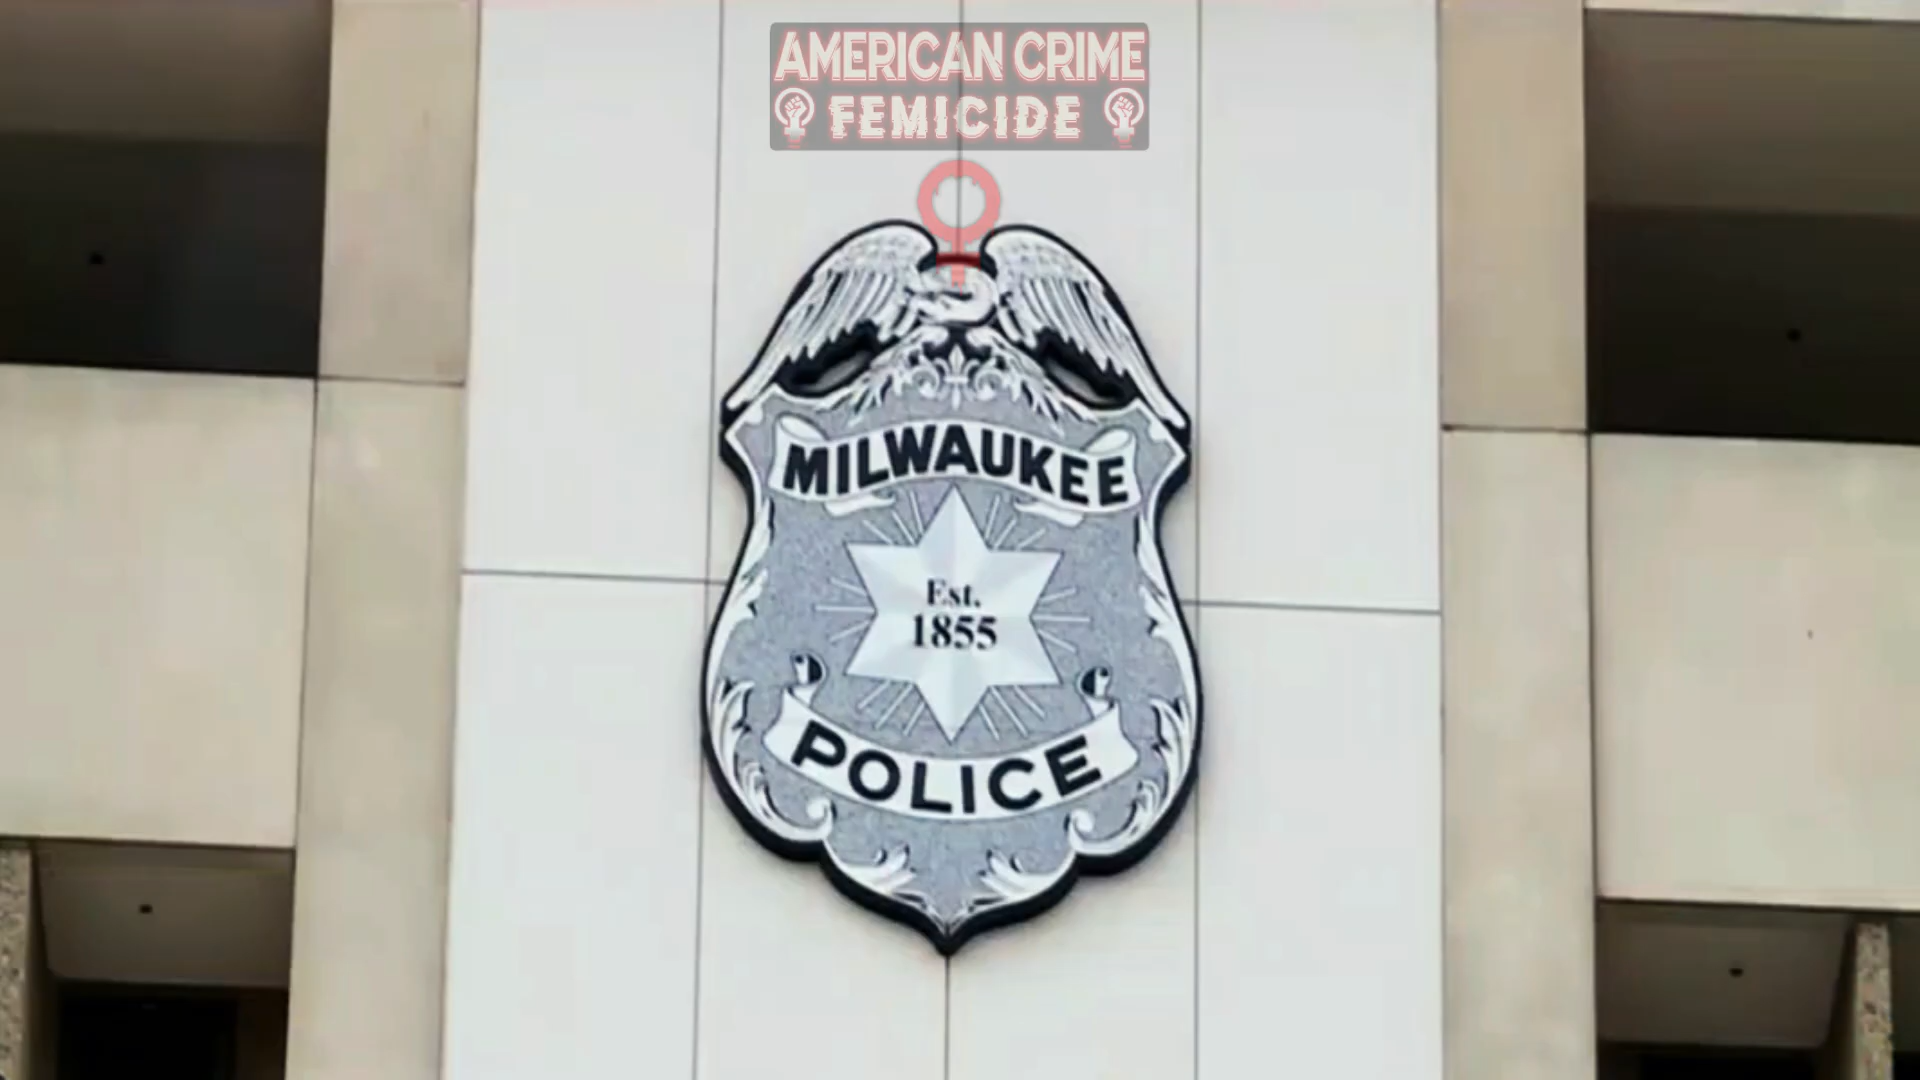 AMERICAN CRIME
FEMICIDE
MILWAUKEE
Est.
1855
POLICE